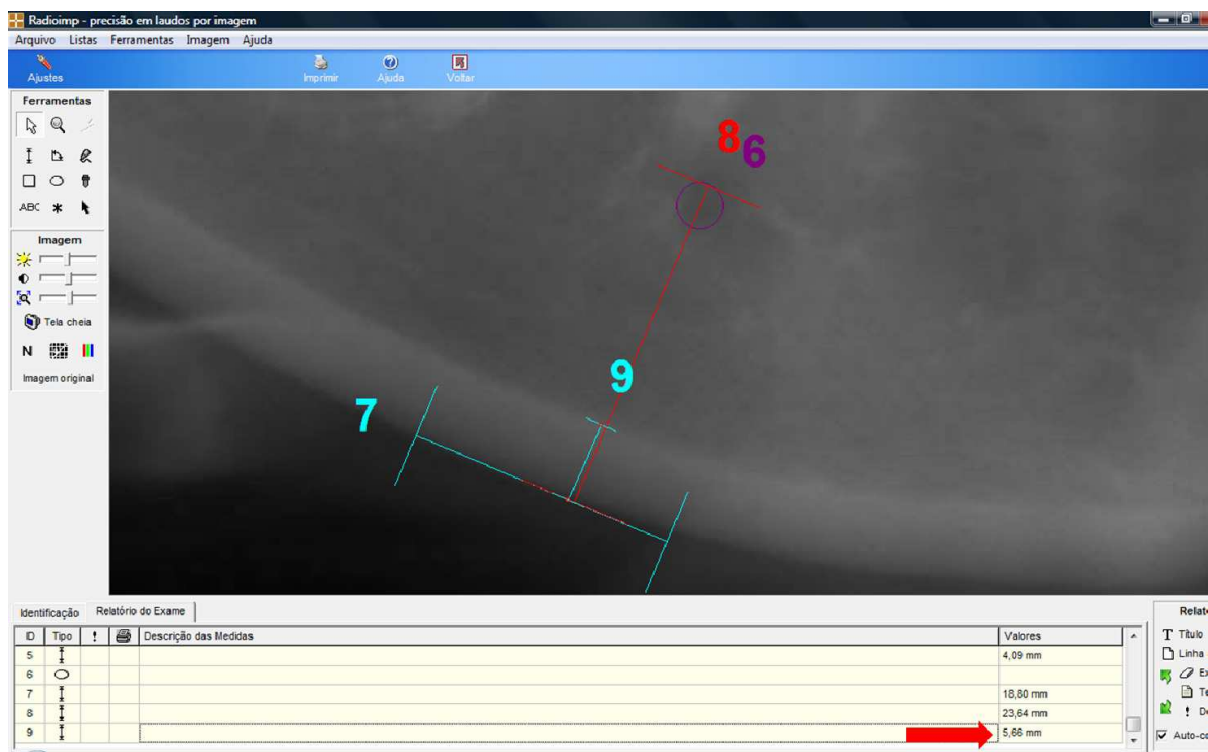 Radioimp - precisão em laudos por imagem
Arquivo Listas Ferramentas Imagem Ajuda
Ajustes Imprimir Ajuda Voltar
Ferramentas
ABC
Imagem
Tela cheia
N
Imagem original
8 6
9
7
Identificação Relatório do Exame
ID Tipo ! Descrição das Medidas Valores
5 4,09 mm
6
7 18,80 mm
8 23,64 mm
9 5,66 mm
T Título
Linha
! 
Auto-co